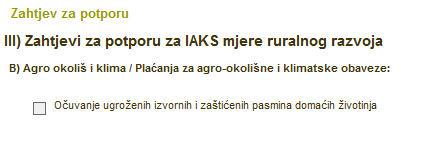 Zahtjev za potporu
III) Zahtjevi za potporu za IAKS mjere ruralnog razvoja
B) Agro okoliš i klima / Plaćanja za agro-okolišne i klimatske obaveze:
Očuvanje ugroženih izvornih i zaštićenih pasmina domaćih životinja